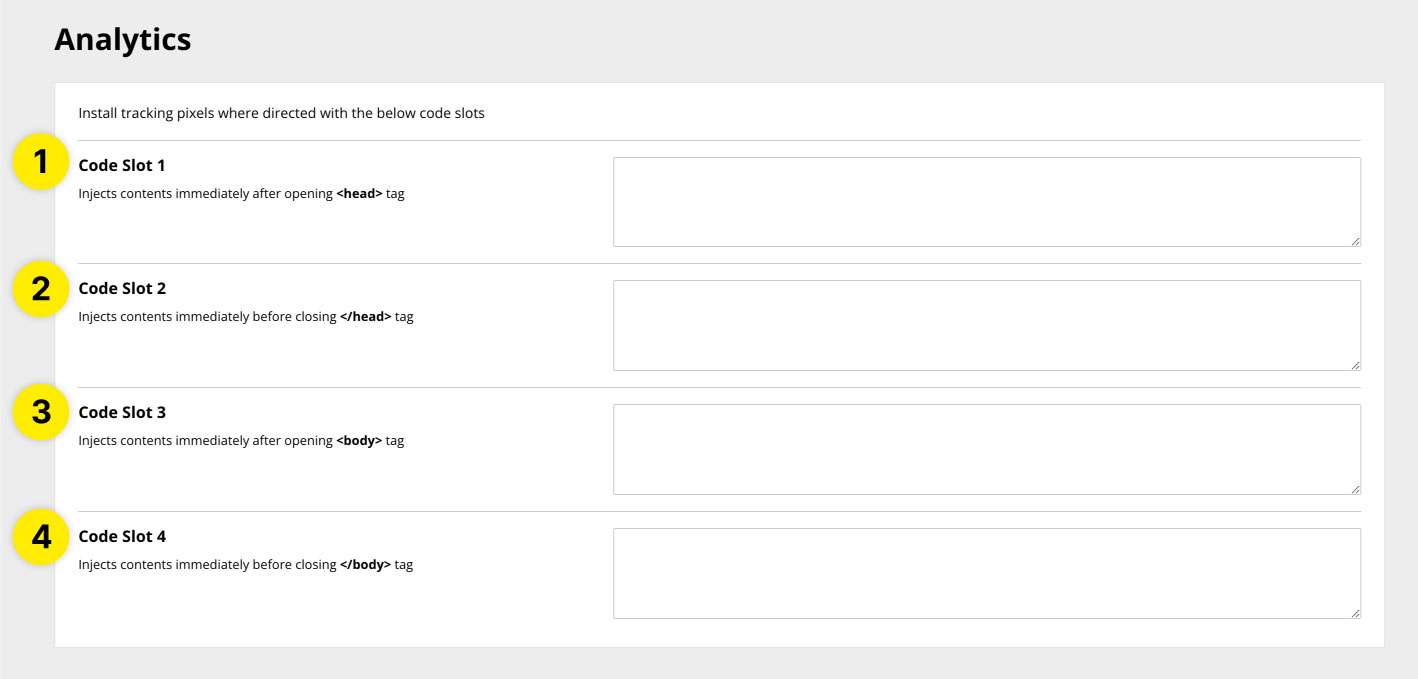 Analytics
Install tracking pixels where directed with the below code slots
1
Code Slot 1
Injects contents immediately after opening <head> tag
2
Code Slot 2
Injects contents immediately before closing </head> tag
3
Code Slot 3
Injects contents immediately after opening <body> tag
4
Code Slot 4
Injects contents immediately before closing </body> tag